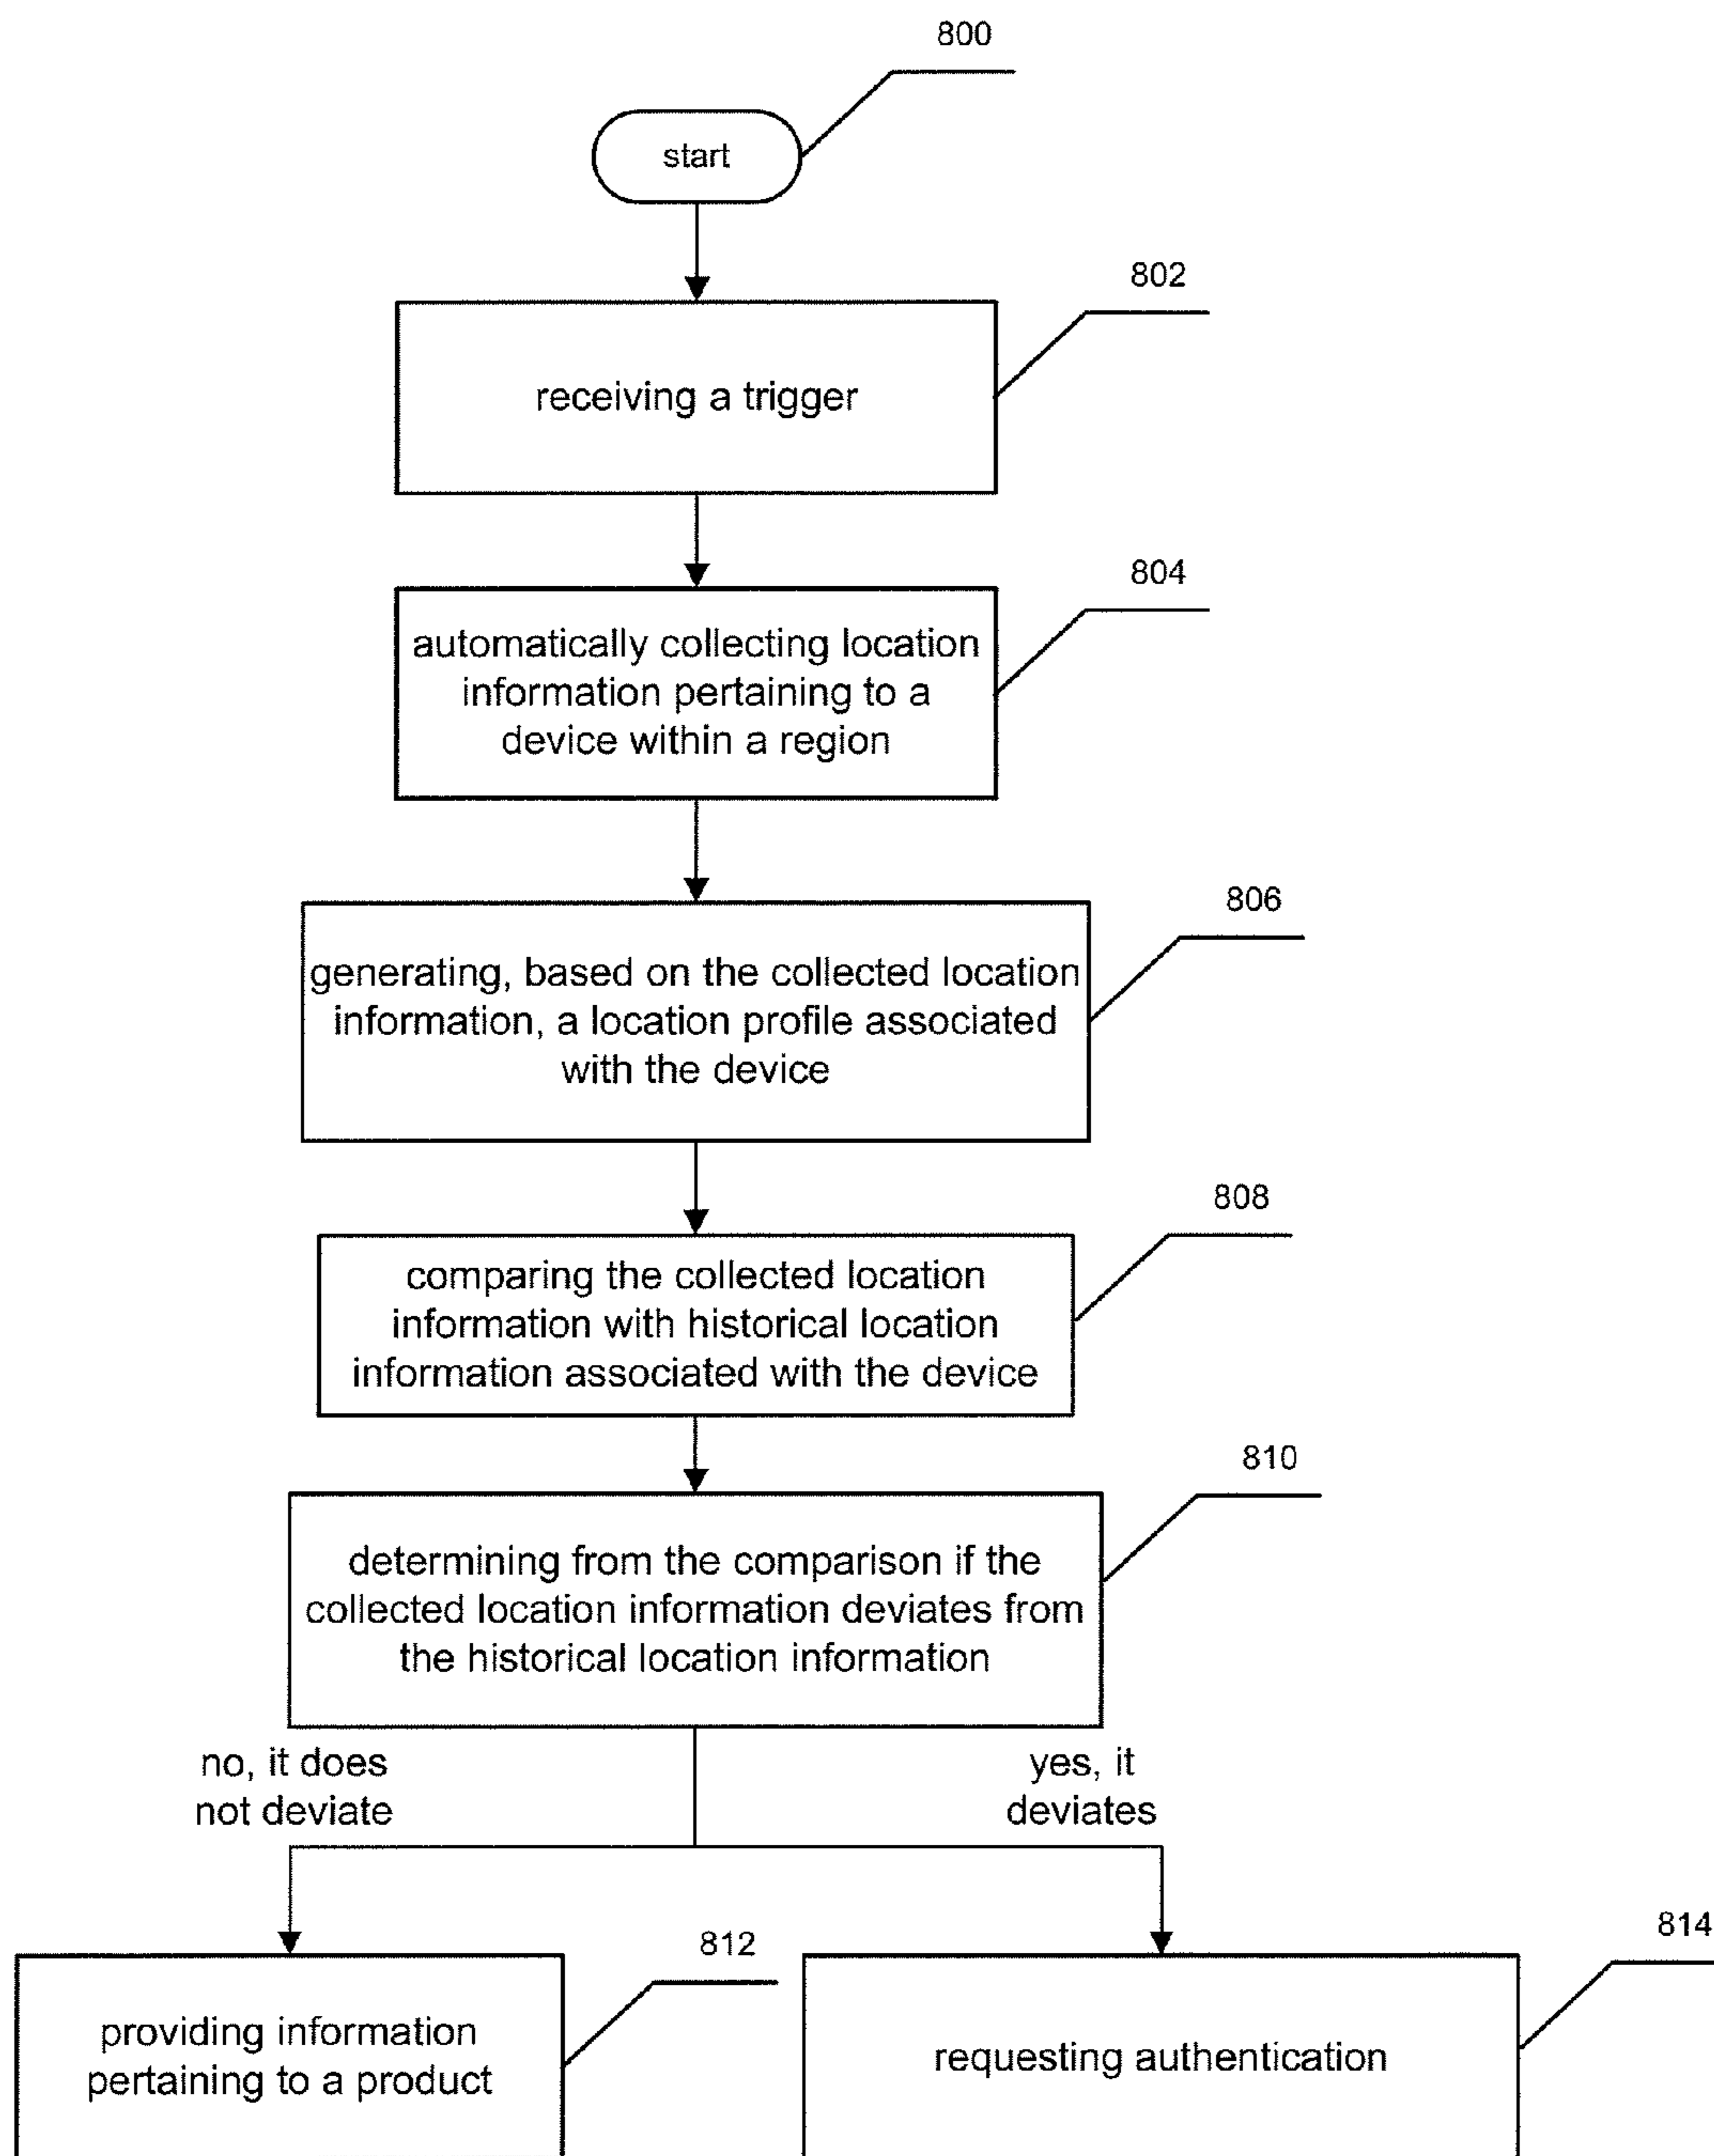 800
start
802
receiving a trigger
804
automatically collecting location
information pertaining to a
device within a region
806
generating, based on the collected location
information, a location profile associated
with the device
808
comparing the collected location
information with historical location
information associated with the device
810
determining from the comparison if the
collected location information deviates from
the historical location information
no, it does
not deviate
yes, it
deviates
812
providing information
pertaining to a product
814
requesting authentication